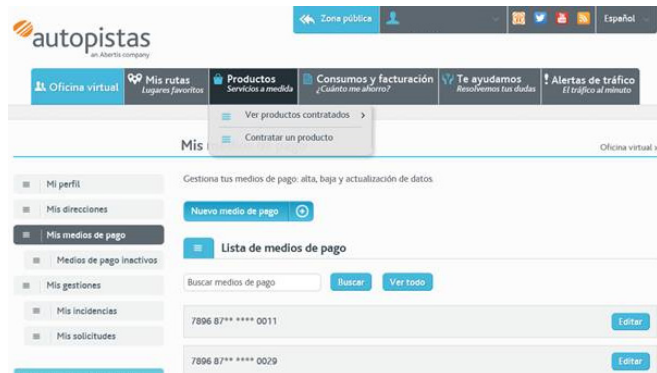 autopistas
an Abertis company
Zona pública
Español
Oficina virtual
Mis rutas
Lugares favoritos
Productos
Servicios a medida
Consumos y facturación
¿Cuánto me ahorro?
Te ayudamos
Resolvemos tus dudas
Alertas de tráfico
El tráfico al minuto
Ver productos contratados
Contratar un producto
Mis
Oficina virtual
Mi perfil
Mis direcciones
Mis medios de pago
Medios de pago inactivos
Mis gestiones
Mis incidencias
Mis solicitudes
Gestiona tus medios de pago: alta, baja y actualización de datos.
Nuevo medio de pago
Lista de medios de pago
Buscar medios de pago
Buscar
Ver todo
7896 87** **** 0011
Editar
7896 87** **** 0029
Editar